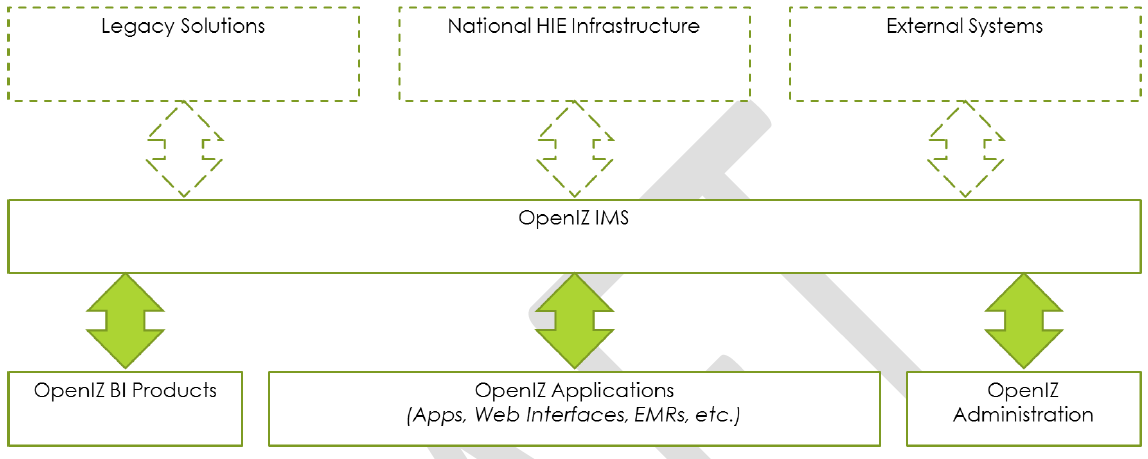 Legacy Solutions
National HIE Infrastructure
External Systems
OpenIZ IMS
OpenIZ BI Products
OpenIZ Applications
(Apps, Web Interfaces, EMRs, etc.)
OpenIZ
Administration